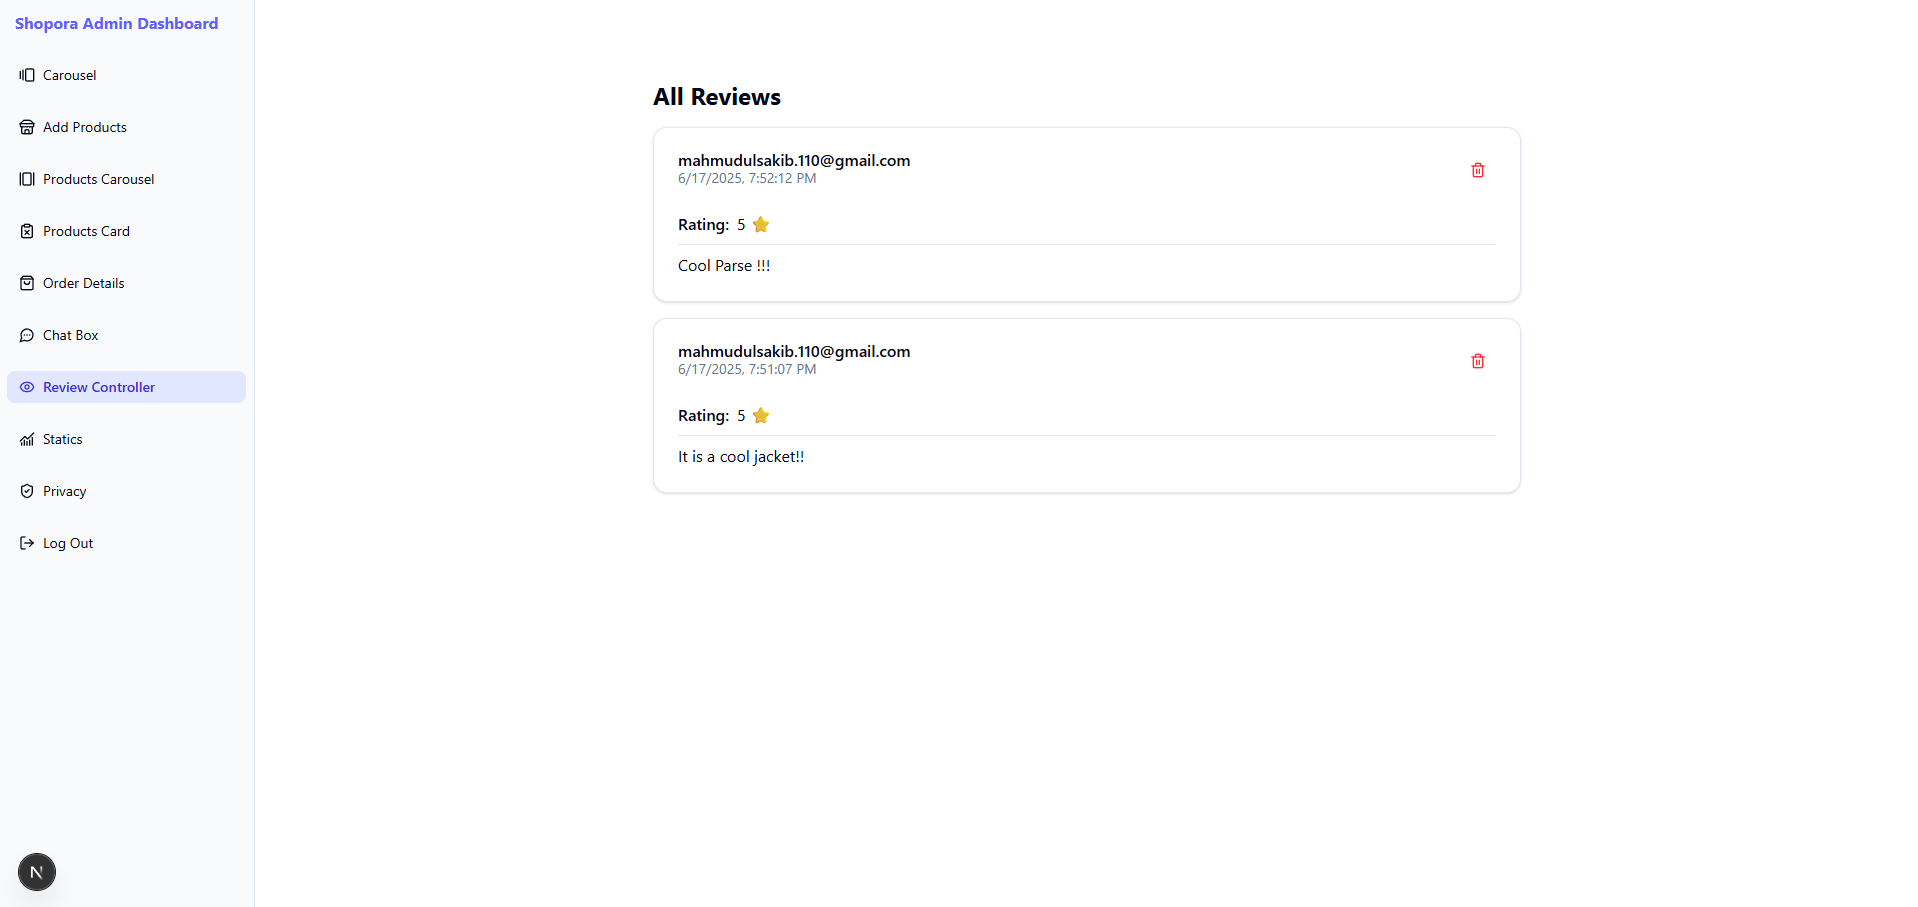 Shopora Admin Dashboard
Carousel
Add Products
Products Carousel
Products Card
Order Details
Chat Box
Review Controller
Statics
Privacy
Log Out
N
All Reviews
mahmudulsakib.110@gmail.com
6/17/2025, 7:52:12 PM
Rating: 5
Cool Parse !!!
mahmudulsakib.110@gmail.com
6/17/2025, 7:51:07 PM
Rating: 5
It is a cool jacket!!